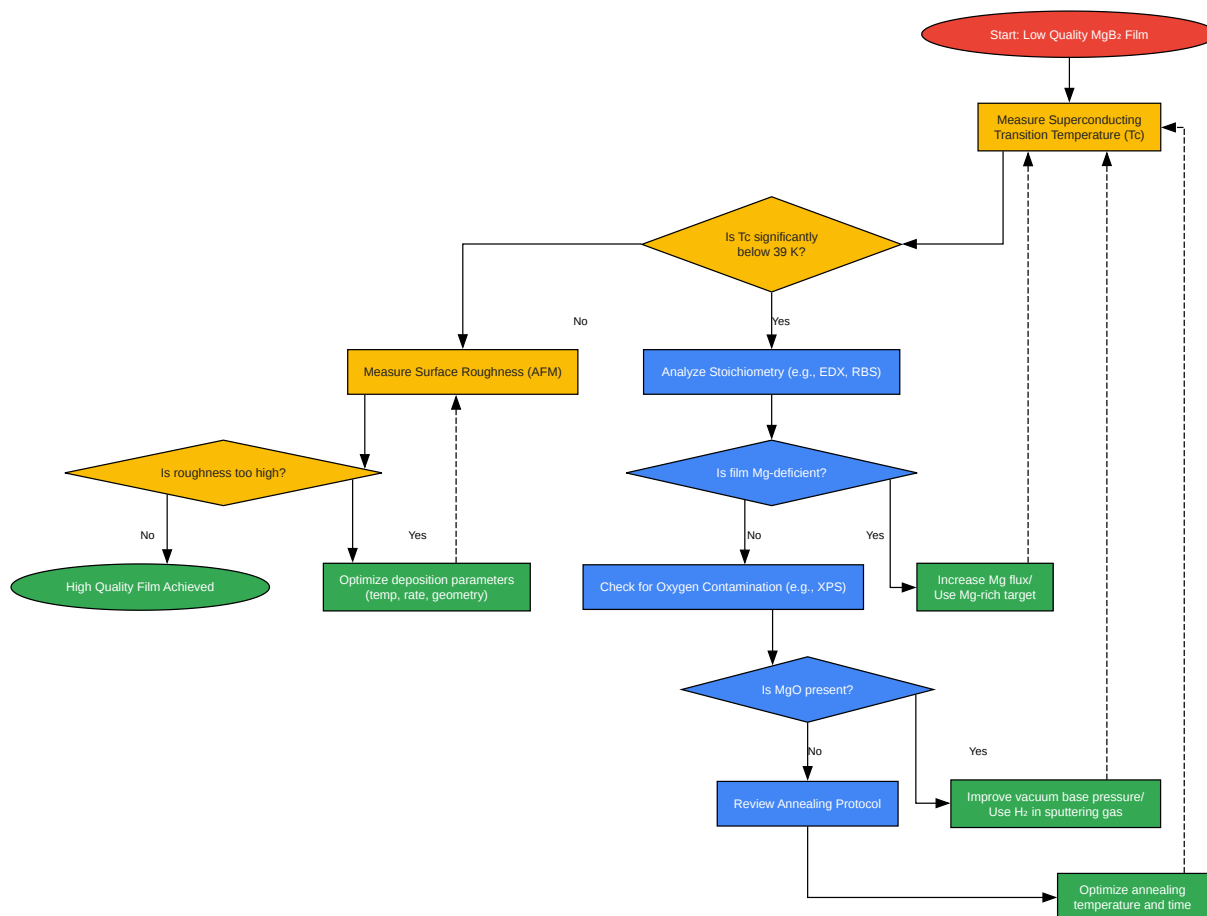 Start: Low Quality MgB₂ Film
Measure Superconducting
Transition Temperature (Tc)
Is Tc significantly
below 39 K?
No
Yes
Measure Surface Roughness (AFM)
Analyze Stoichiometry (e.g., EDX, RBS)
Is roughness too high?
Is film Mg-deficient?
No
Yes
No
Yes
High Quality Film Achieved
Optimize deposition parameters
(temp, rate, geometry)
Check for Oxygen Contamination (e.g., XPS)
Increase Mg flux/
Use Mg-rich target
Is MgO present?
No
Yes
Review Annealing Protocol
Improve vacuum base pressure/
Use H₂ in sputtering gas
Optimize annealing
temperature and time